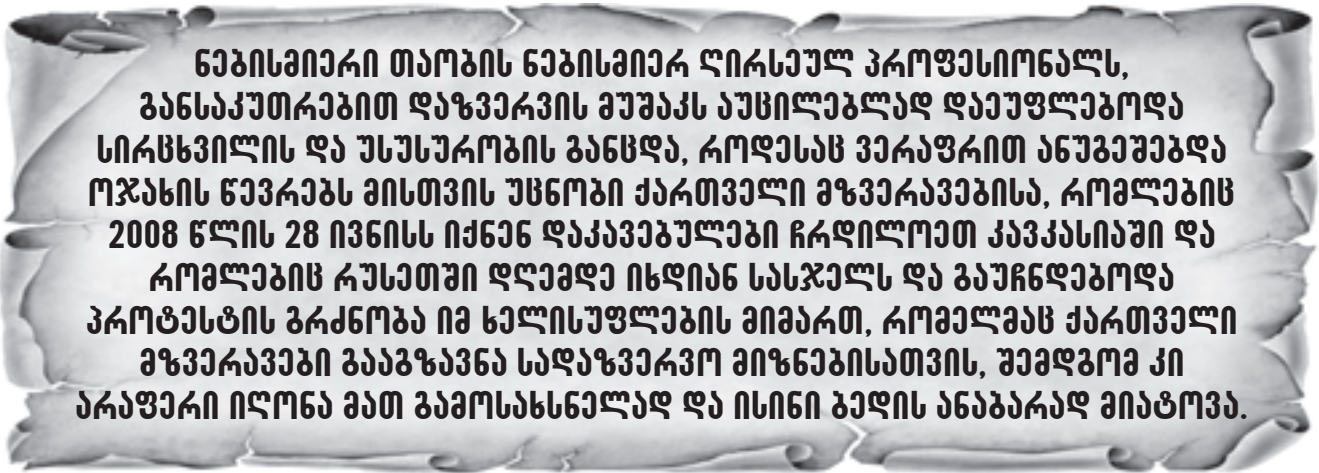 ნებისმიერი თაობის ნებისმიერ ღირსეულ პროფესიონალს,
განსაკუთრებით დაზვერვის მუშაკს აუცილებლად დაეუფლებოდა
სირცხვილის და უსუსურობის განცდა, როდესაც ვერაფრით ანუგეშებდა
ოჯახის წევრებს მისთვის უცნობი ქართველი მზვერავებისა, რომლებიც
2008 წლის 28 ივნისს იქნენ დაკავებულები ჩრდილოეთ კავკასიაში და
რომლებიც რუსეთში დღემდე იხდიან სასჯელს და გაუჩნდებოდა
პროტესტის გრძნობა იმ ხელისუფლების მიმართ, რომელმაც ქართველი
მზვერავები გააგზავნა სადაზვერვო მიზნებისათვის, შემდგომ კი
არაფერი იღონა მათ გამოსახსნელად და ისინი ბედის ანაბარად მიატოვა.